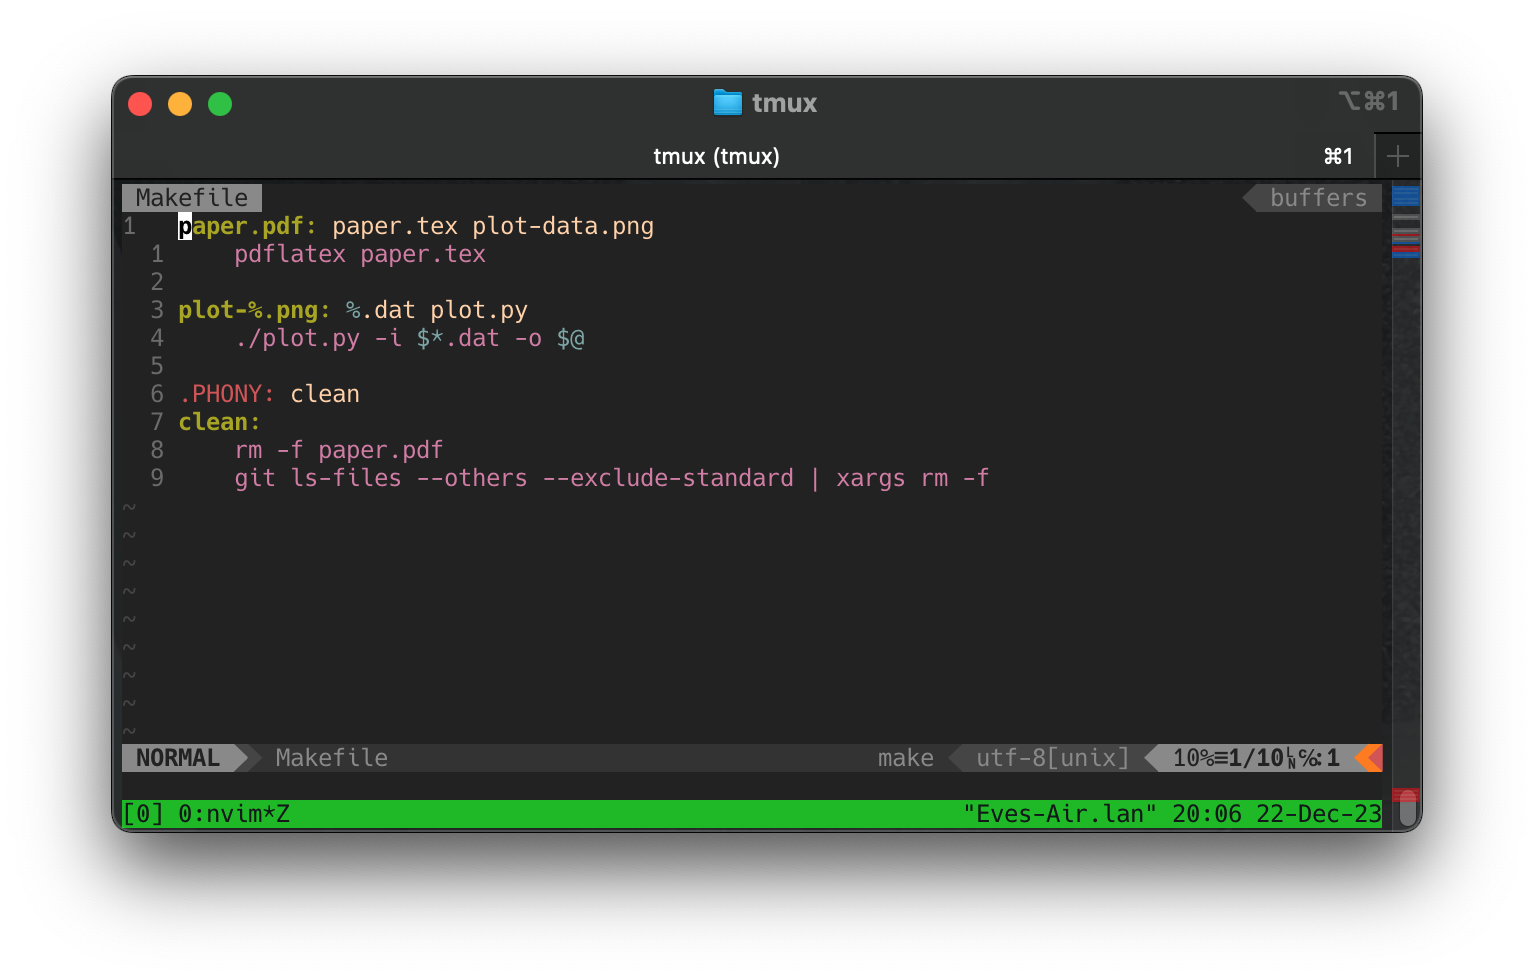 tmux
⌥⌘1
tmux (tmux)
⌘1
Makefile
buffers
1 paper.pdf: paper.tex plot-data.png
1 pdflatex paper.tex
2
3 plot-%.png: %.dat plot.py
4 ./plot.py -i $*.dat -o $@
5
6 .PHONY: clean
7 clean:
8 rm -f paper.pdf
9 git ls-files --others --exclude-standard | xargs rm -f
~
~
~
~
~
~
~
~
~
NORMAL Makefile make utf-8[unix] 10%≡1/10␊℅:1
[0] 0:nvim*Z "Eves-Air.lan" 20:06 22-Dec-23